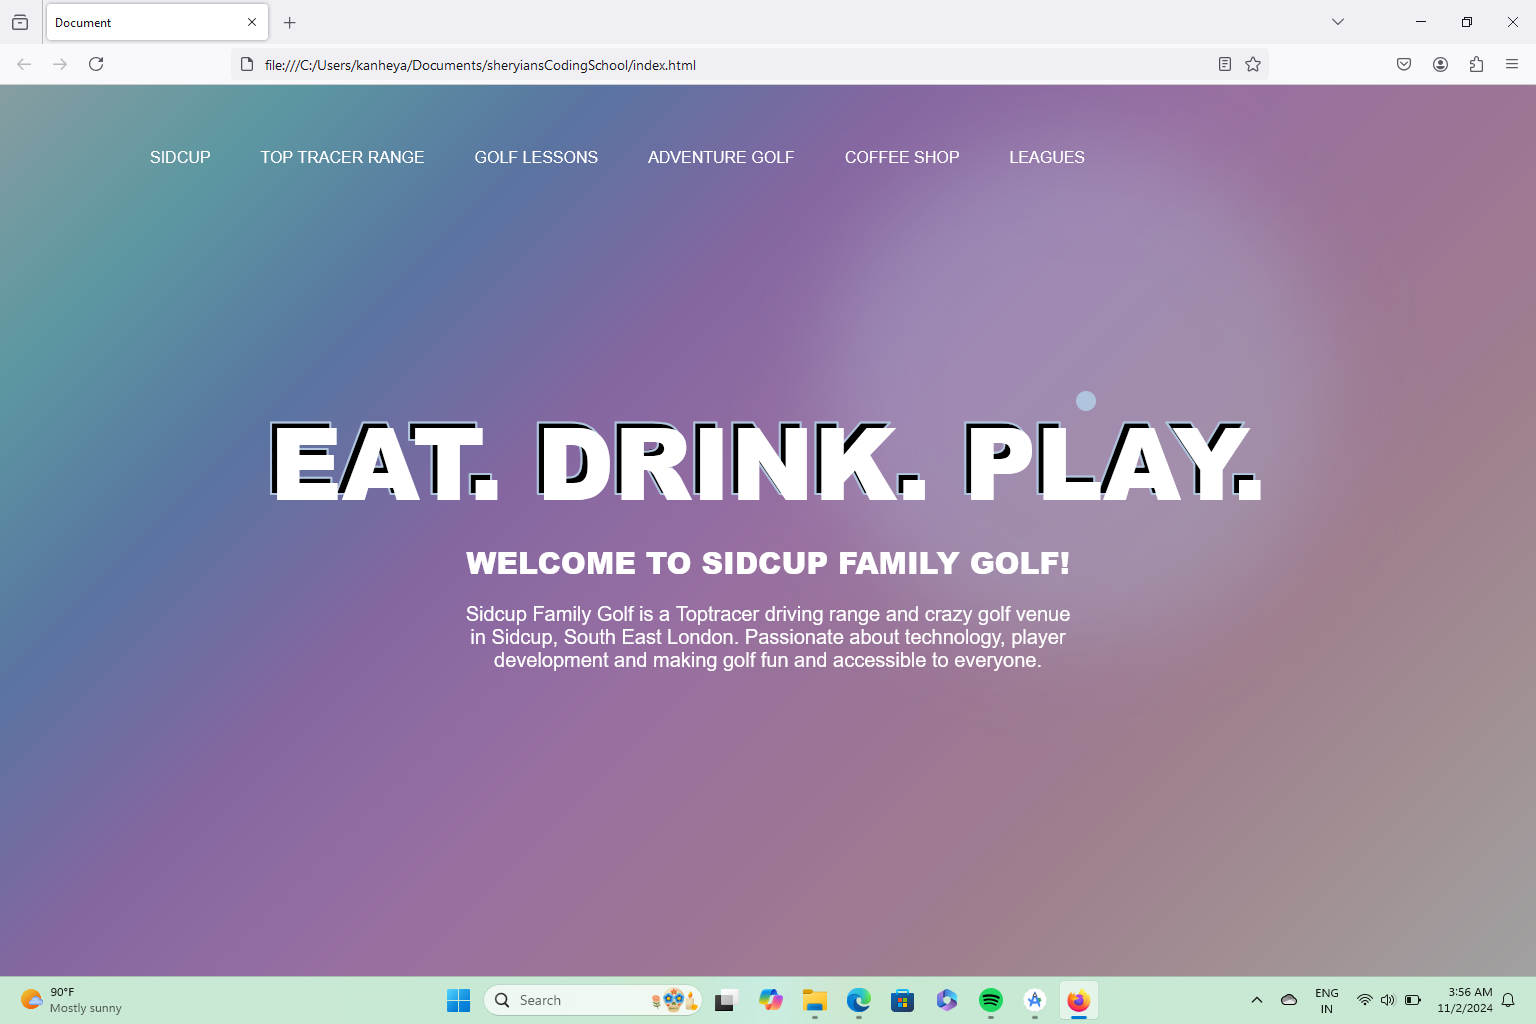 Document
file:///C:/Users/kanheya/Documents/sheryiansCodingSchool/index.html
SIDCUP TOP TRACER RANGE GOLF LESSONS ADVENTURE GOLF COFFEE SHOP LEAGUES
EAT. DRINK. PLAY.
WELCOME TO SIDCUP FAMILY GOLF!
Sidcup Family Golf is a Toptracer driving range and crazy golf venue
in Sidcup, South East London. Passionate about technology, player
development and making golf fun and accessible to everyone.
90°F
Mostly sunny
Search
ENG
IN
3:56 AM
11/2/2024